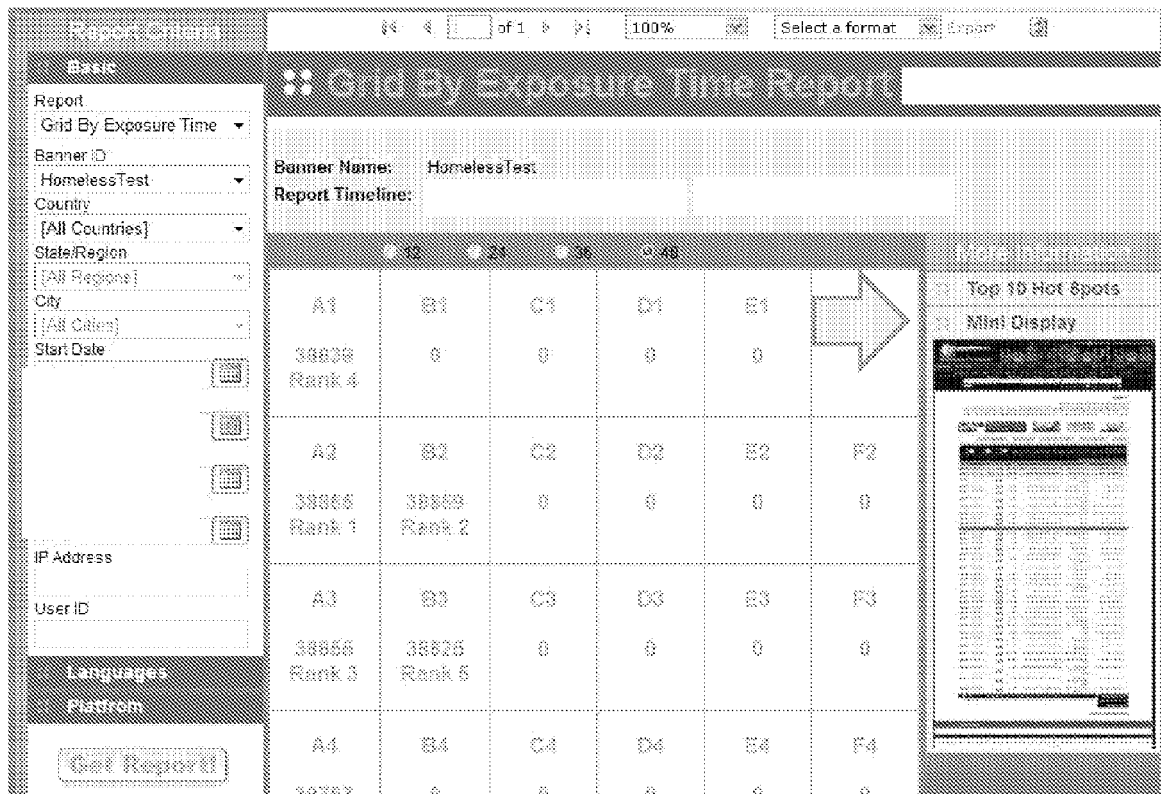 Report Criteria
of 1 100% Select a format Export
Basic
Grid By Exposure Time Report
Report
Grid By Exposure Time
Banner ID
HomelessTest
Country
[All Countries]
State/Region
[All Regions]
City
[All Cities]
Start Date
IP Address
User ID
Languages
Platfrom
Get Report!
Banner Name: HomelessTest
Report Timeline:
12 24 36 48
A1 B1 C1 D1 E1
0 0 0 0
Rank 4
A2 B2 C2 D2 E2 F2
0 0 0 0
Rank 1 Rank 2
A3 B3 C3 D3 E3 F3
0 0 0 0
Rank 3 Rank 5
A4 B4 C4 D4 E4 F4
More Information
Top 10 Hot Spots
Mini Display